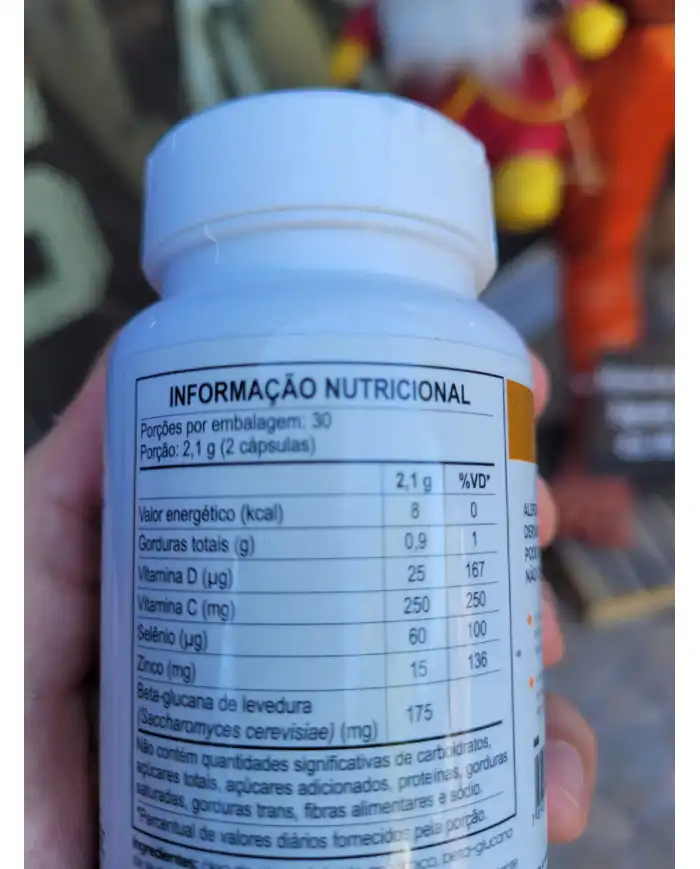 INFORMAÇÃO NUTRICIONAL
Porções por embalagem: 30
Porção: 2,1 g (2 cápsulas)
2,1 g %VD*
Valor energético (kcal) 8 0
Gorduras totais (g) 0,9 1
Vitamina D (µg) 25 167
Vitamina C (mg) 250 250
Selênio (µg) 60 100
Zinco (mg) 15 136
Beta-glucana de levedura
(Saccharomyces cerevisiae) (mg) 175
Não contém quantidades significativas de carboidratos,
açúcares totais, açúcares adicionados, proteínas, gorduras
saturadas, gorduras trans, fibras alimentares e sódio.
*Percentual de valores diários fornecidos pela porção.
Ingredientes: beta-glucana